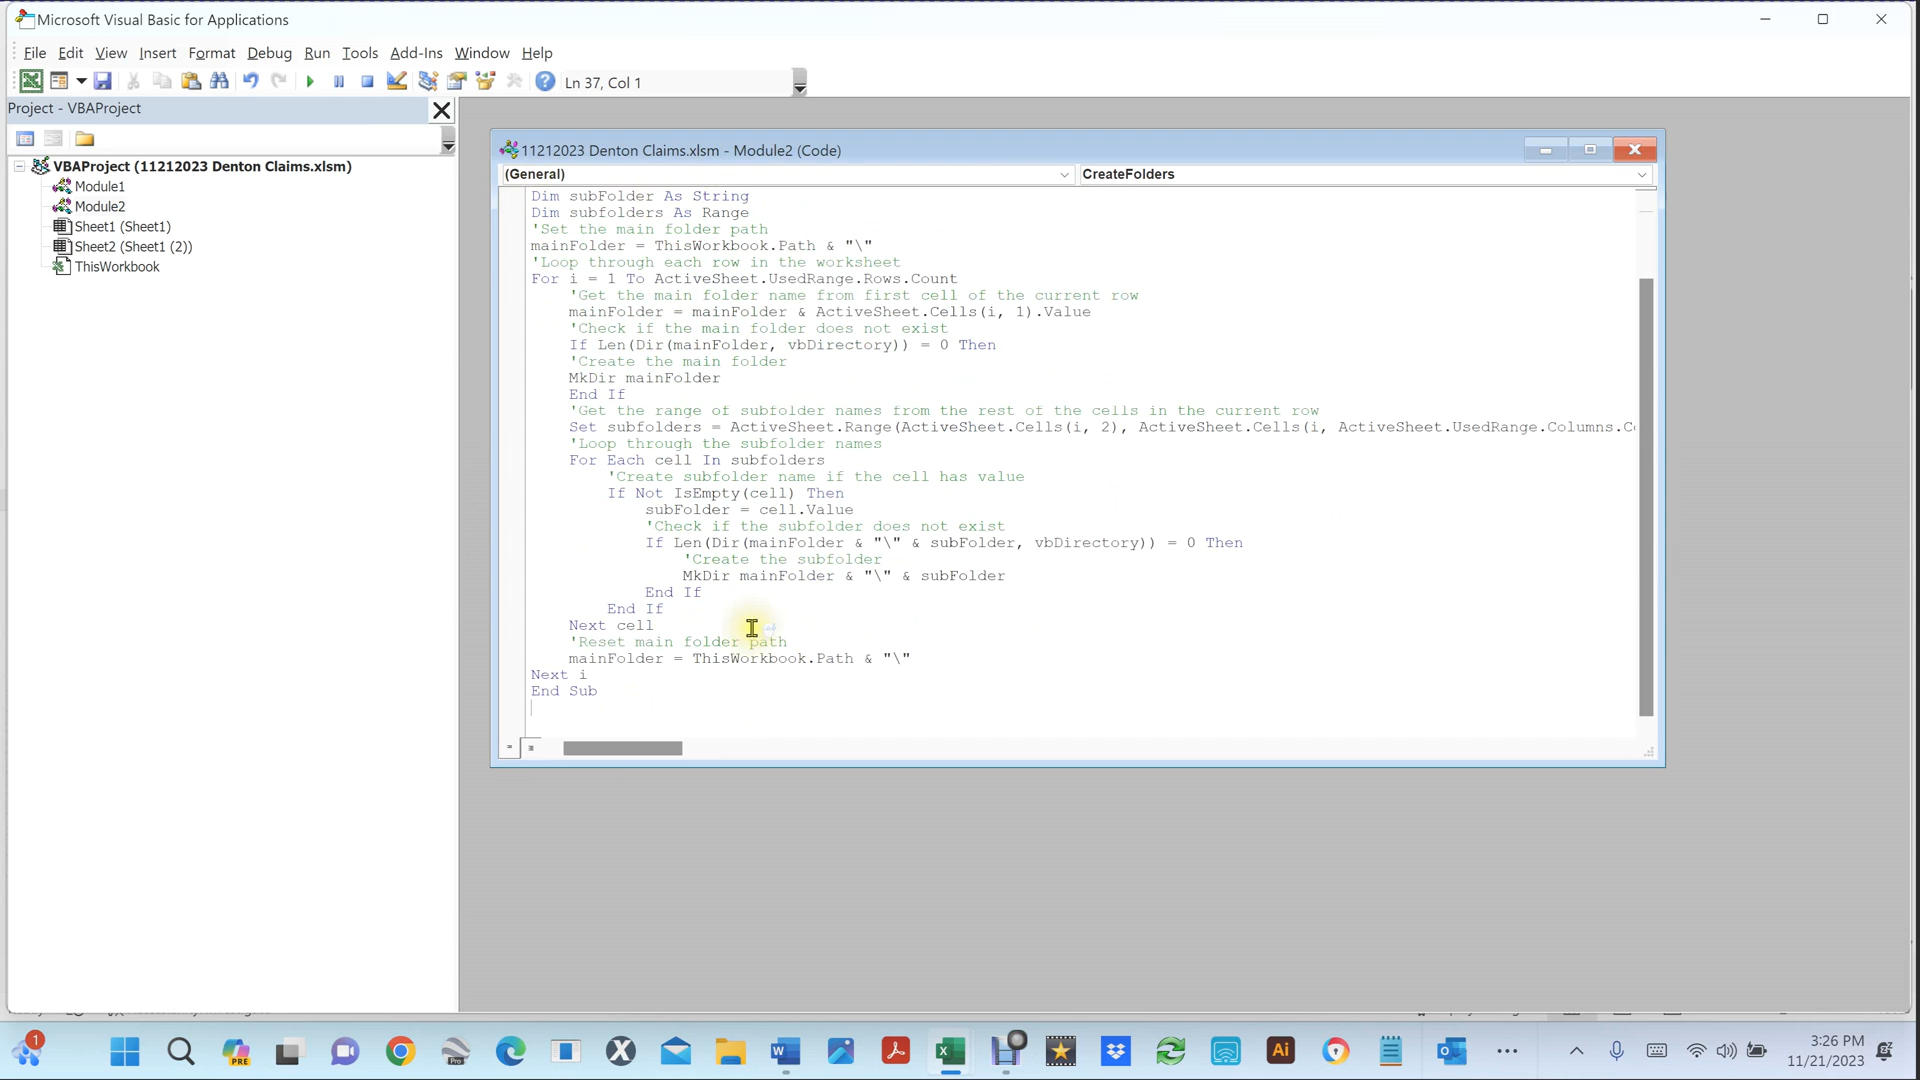 Microsoft Visual Basic for Applications
File Edit View Insert Format Debug Run Tools Add-Ins Window Help
Ln 37, Col 1
Project - VBAProject
VBAProject (11212023 Denton Claims.xlsm)
Module1
Module2
Sheet1 (Sheet1)
Sheet2 (Sheet1 (2))
ThisWorkbook
11212023 Denton Claims.xlsm - Module2 (Code)
(General) CreateFolders
Dim subFolder As String
Dim subfolders As Range
'Set the main folder path
mainFolder = ThisWorkbook.Path & "\"
'Loop through each row in the worksheet
For i = 1 To ActiveSheet.UsedRange.Rows.Count
'Get the main folder name from first cell of the current row
mainFolder = mainFolder & ActiveSheet.Cells(i, 1).Value
'Check if the main folder does not exist
If Len(Dir(mainFolder, vbDirectory)) = 0 Then
'Create the main folder
MkDir mainFolder
End If
'Get the range of subfolder names from the rest of the cells in the current row
Set subfolders = ActiveSheet.Range(ActiveSheet.Cells(i, 2), ActiveSheet.Cells(i, ActiveSheet.UsedRange.Columns.C
'Loop through the subfolder names
For Each cell In subfolders
'Create subfolder name if the cell has value
If Not IsEmpty(cell) Then
subFolder = cell.Value
'Check if the subfolder does not exist
If Len(Dir(mainFolder & "\" & subFolder, vbDirectory)) = 0 Then
'Create the subfolder
MkDir mainFolder & "\" & subFolder
End If
End If
Next cell
'Reset main folder path
mainFolder = ThisWorkbook.Path & "\"
Next i
End Sub
1
PRE
Pro
Ai
3:26 PM
11/21/2023